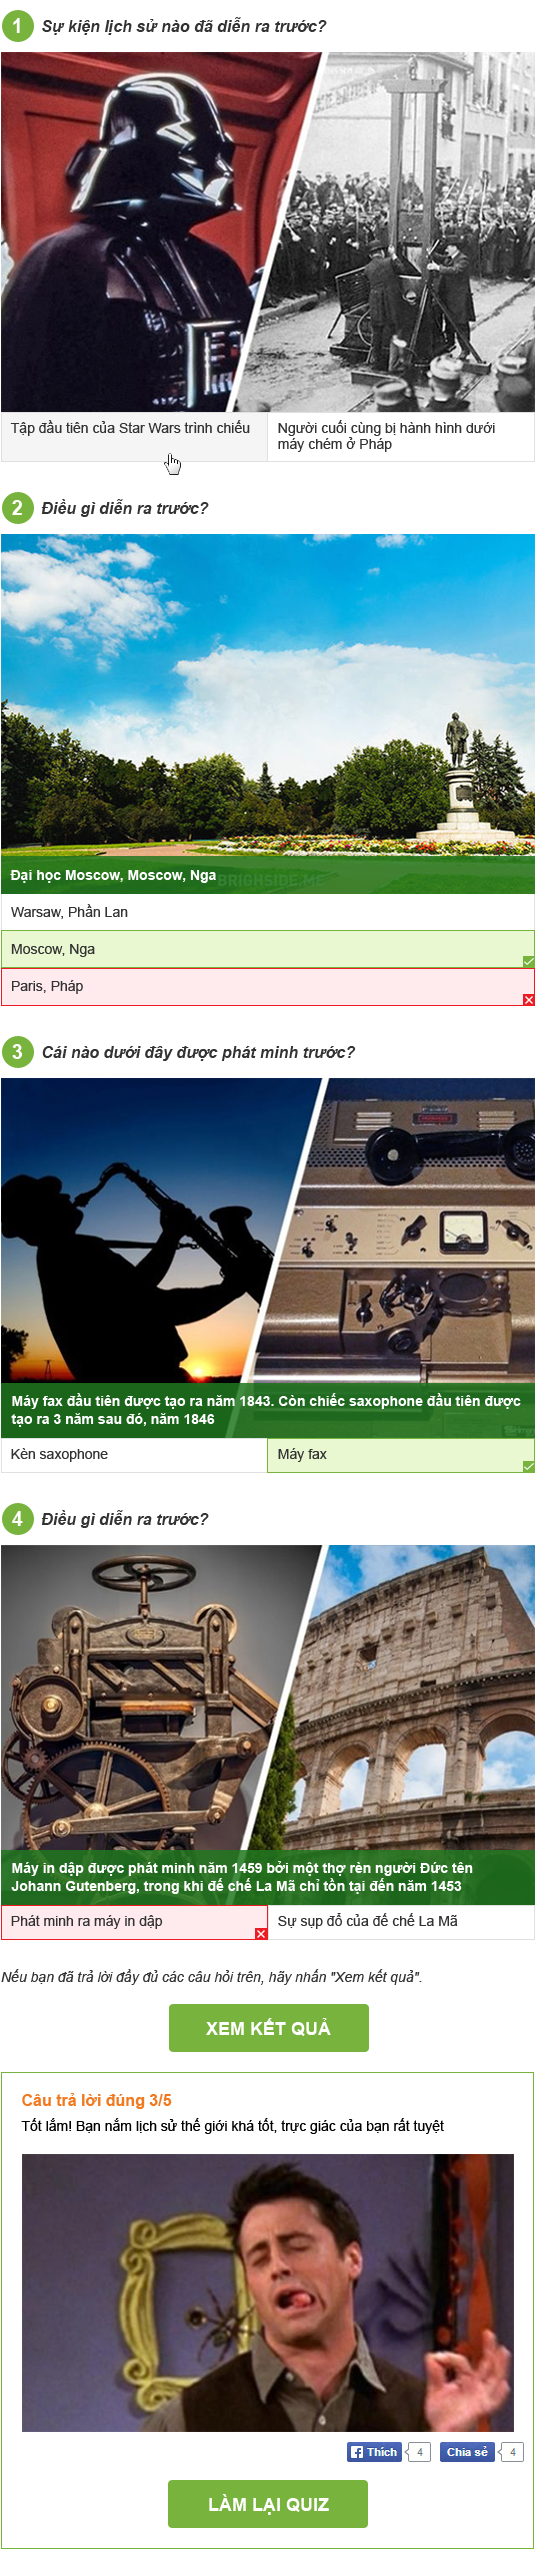 1 Sự kiện lịch sử nào đã diễn ra trước?
Tập đầu tiên của Star Wars trình chiếu
Người cuối cùng bị hành hình dưới
máy chém ở Pháp
2 Điều gì diễn ra trước?
Đại học Moscow, Moscow, Nga
BRIGHSIDE.ME
Warsaw, Phần Lan
Moscow, Nga
Paris, Pháp
3 Cái nào dưới đây được phát minh trước?
Máy fax đầu tiên được tạo ra năm 1843. Còn chiếc saxophone đầu tiên được
tạo ra 3 năm sau đó, năm 1846
Kèn saxophone
Máy fax
4 Điều gì diễn ra trước?
Máy in dập được phát minh năm 1459 bởi một thợ rèn người Đức tên
Johann Gutenberg, trong khi đế chế La Mã chỉ tồn tại đến năm 1453
Phát minh ra máy in dập
Sự sụp đổ của đế chế La Mã
Nếu bạn đã trả lời đầy đủ các câu hỏi trên, hãy nhấn "Xem kết quả".
XEM KẾT QUẢ
Câu trả lời đúng 3/5
Tốt lắm! Bạn nắm lịch sử thế giới khá tốt, trực giác của bạn rất tuyệt
Thích 4 Chia sẻ 4
LÀM LẠI QUIZ